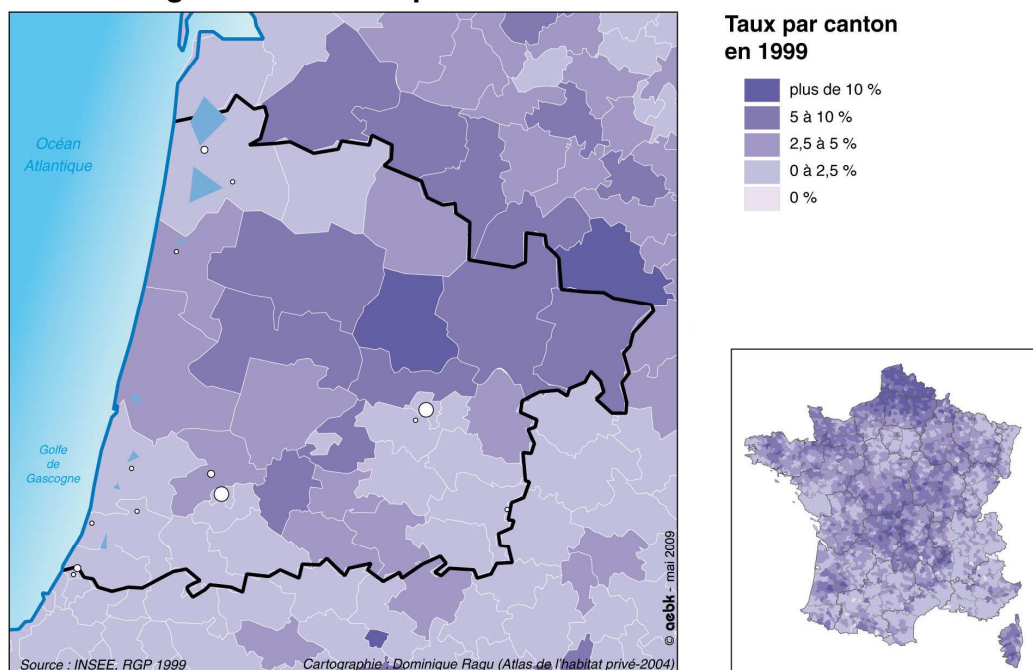 Taux par canton
en 1999
plus de 10 %
5 à 10 %
2,5 à 5 %
0 à 2,5 %
0 %
Océan
Atlantique
Golfe
de
Gascogne
© aebk - mai 2009
Source : INSEE, RGP 1999
Cartographie : Dominique Ragu (Atlas de l'habitat privé-2004)